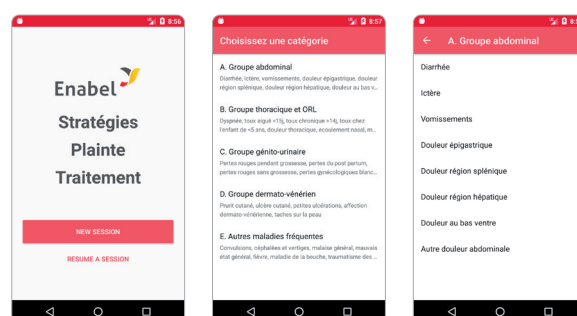 8:56
Enabel
Stratégies
Plainte
Traitement
NEW SESSION
RESUME A SESSION
8:57
Choisissez une catégorie
A. Groupe abdominal
Diarrhée, ictère, vomissements, douleur épigastrique, douleur
région splénique, douleur région hépatique, douleur au bas v...
B. Groupe thoracique et ORL
Dyspnée, toux aiguë <15j, toux chronique >14j, toux chez
l'enfant de <5 ans, douleur thoracique, ecoulement nasal, m...
C. Groupe génito-urinaire
Pertes rouges pendant grossesse, pertes du post partum,
pertes rouges sans grossesse, pertes gynécologiques blanc...
D. Groupe dermato-vénérien
Prurit cutané, ulcère cutané, petites ulcérations, affection
dermato-vénérienne, taches sur la peau
E. Autres maladies fréquentes
Convulsions, céphalées et vertiges, malaise général, mauvais
état général, fièvre, maladie de la bouche, traumatisme des ...
A. Groupe abdominal
Diarrhée
Ictère
Vomissements
Douleur épigastrique
Douleur région splénique
Douleur région hépatique
Douleur au bas ventre
Autre douleur abdominale